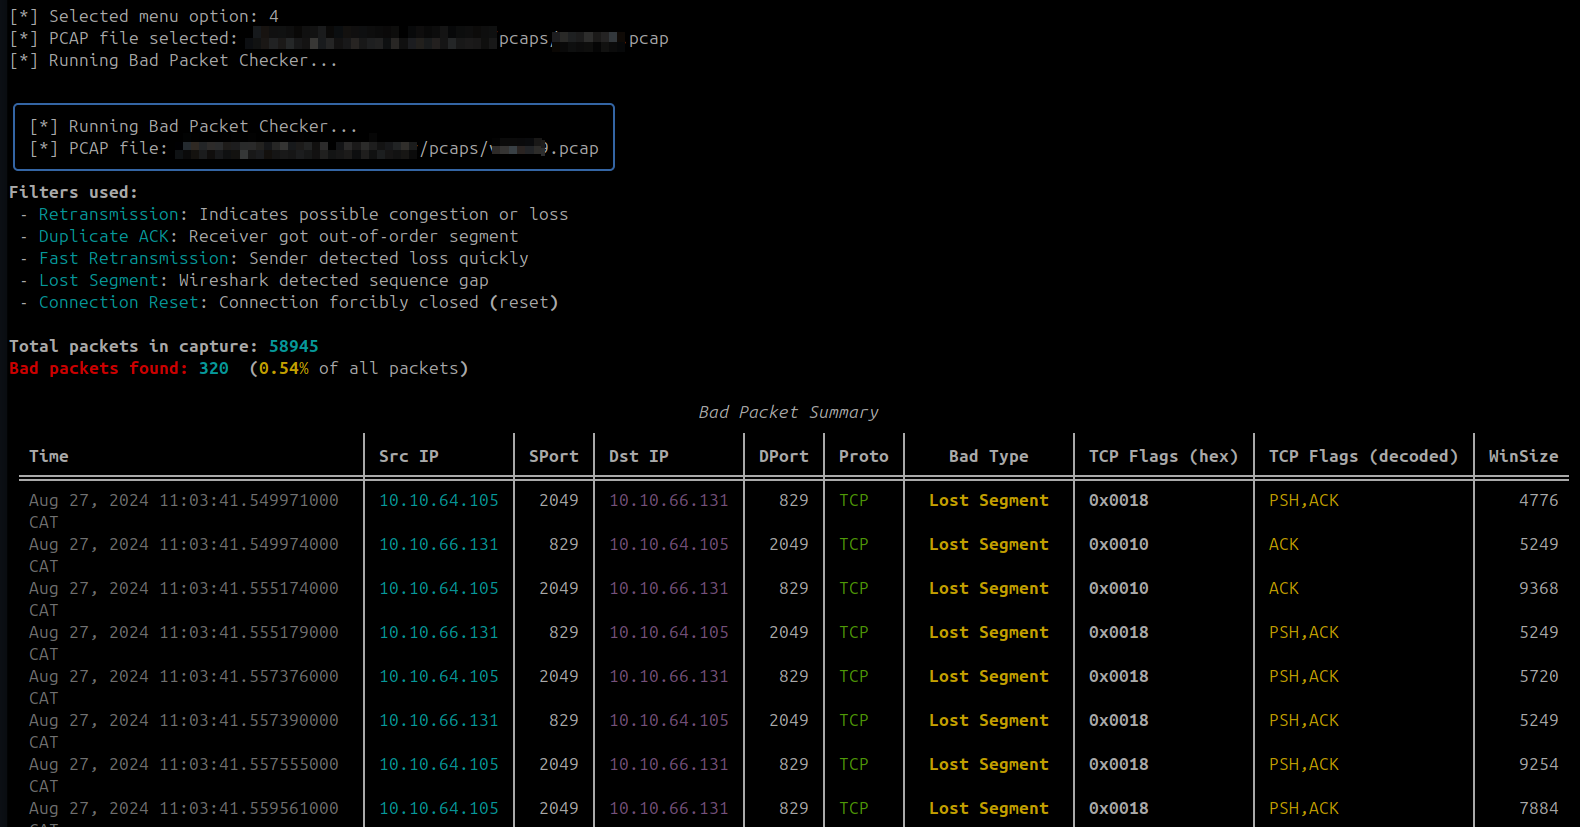 [*] Selected menu option: 4
[*] PCAP file selected: pcaps/ pcap
[*] Running Bad Packet Checker...
[*] Running Bad Packet Checker...
[*] PCAP file: /pcaps/ .pcap
Filters used:
- Retransmission: Indicates possible congestion or loss
- Duplicate ACK: Receiver got out-of-order segment
- Fast Retransmission: Sender detected loss quickly
- Lost Segment: Wireshark detected sequence gap
- Connection Reset: Connection forcibly closed (reset)
Total packets in capture: 58945
Bad packets found: 320 (0.54% of all packets)
Bad Packet Summary
Time Src IP SPort Dst IP DPort Proto Bad Type TCP Flags (hex) TCP Flags (decoded) WinSize
Aug 27, 2024 11:03:41.549971000 10.10.64.105 2049 10.10.66.131 829 TCP Lost Segment 0x0018 PSH,ACK 4776
CAT
Aug 27, 2024 11:03:41.549974000 10.10.66.131 829 10.10.64.105 2049 TCP Lost Segment 0x0010 ACK 5249
CAT
Aug 27, 2024 11:03:41.555174000 10.10.64.105 2049 10.10.66.131 829 TCP Lost Segment 0x0010 ACK 9368
CAT
Aug 27, 2024 11:03:41.555179000 10.10.66.131 829 10.10.64.105 2049 TCP Lost Segment 0x0018 PSH,ACK 5249
CAT
Aug 27, 2024 11:03:41.557376000 10.10.64.105 2049 10.10.66.131 829 TCP Lost Segment 0x0018 PSH,ACK 5720
CAT
Aug 27, 2024 11:03:41.557390000 10.10.66.131 829 10.10.64.105 2049 TCP Lost Segment 0x0018 PSH,ACK 5249
CAT
Aug 27, 2024 11:03:41.557555000 10.10.64.105 2049 10.10.66.131 829 TCP Lost Segment 0x0018 PSH,ACK 9254
CAT
Aug 27, 2024 11:03:41.559561000 10.10.64.105 2049 10.10.66.131 829 TCP Lost Segment 0x0018 PSH,ACK 7884